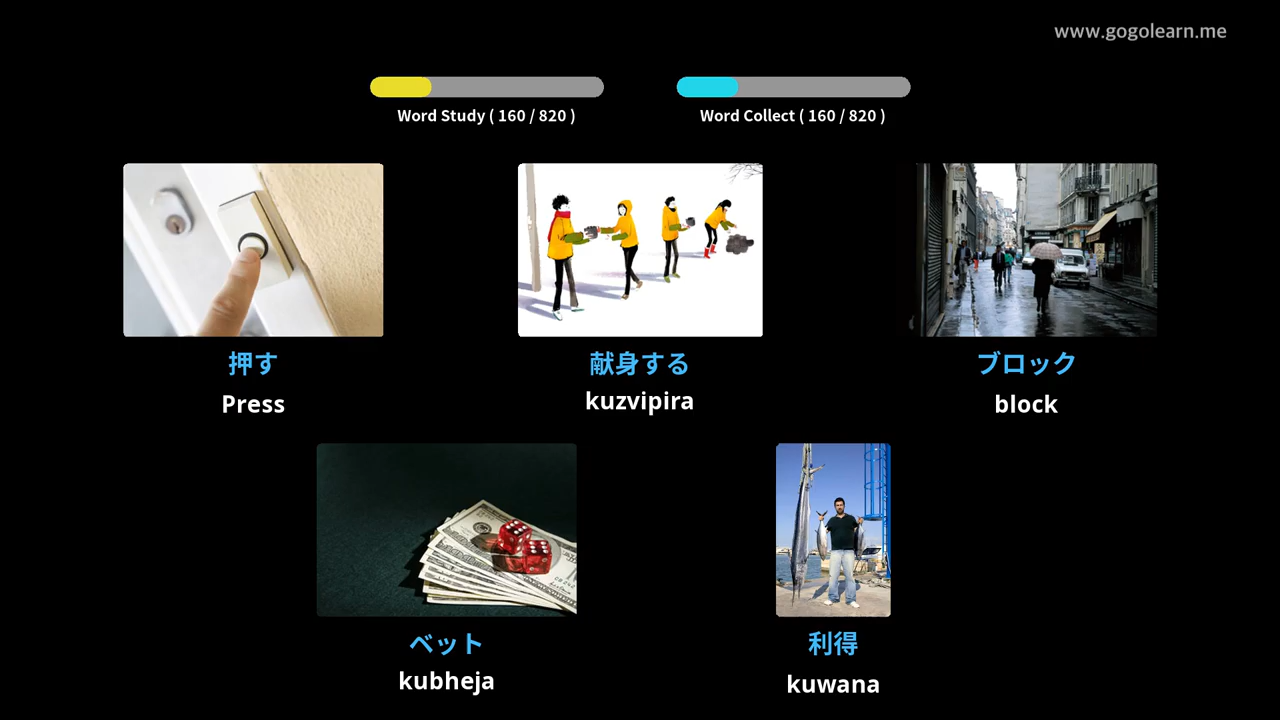 www.gogolearn.me
Word Study ( 160 / 820 )
Word Collect ( 160 / 820 )
押す
Press
献身する
kuzvipira
ブロック
block
ベット
kubheja
利得
kuwana